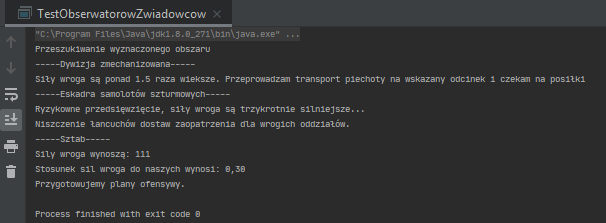 TestObserwatorowZwiadowcow
"C:\Program Files\Java\jdk1.8.0_271\bin\java.exe" ...
Przeszukiwanie wyznaczonego obszaru
-----Dywizja zmechanizowana-----
Siły wroga są ponad 1.5 raza wieksze. Przeprowadzam transport piechoty na wskazany odcinek i czekam na posiłki
-----Eskadra samolotów szturmowych-----
Ryzykowne przedsięwzięcie, siły wroga są trzykrotnie silniejsze...
Niszczenie łancuchów dostaw zaopatrzenia dla wrogich oddziałów.
-----Sztab-----
Sily wroga wynoszą: 111
Stosunek sil wroga do naszych wynosi: 0,30
Przygotowujemy plany ofensywy.
Process finished with exit code 0